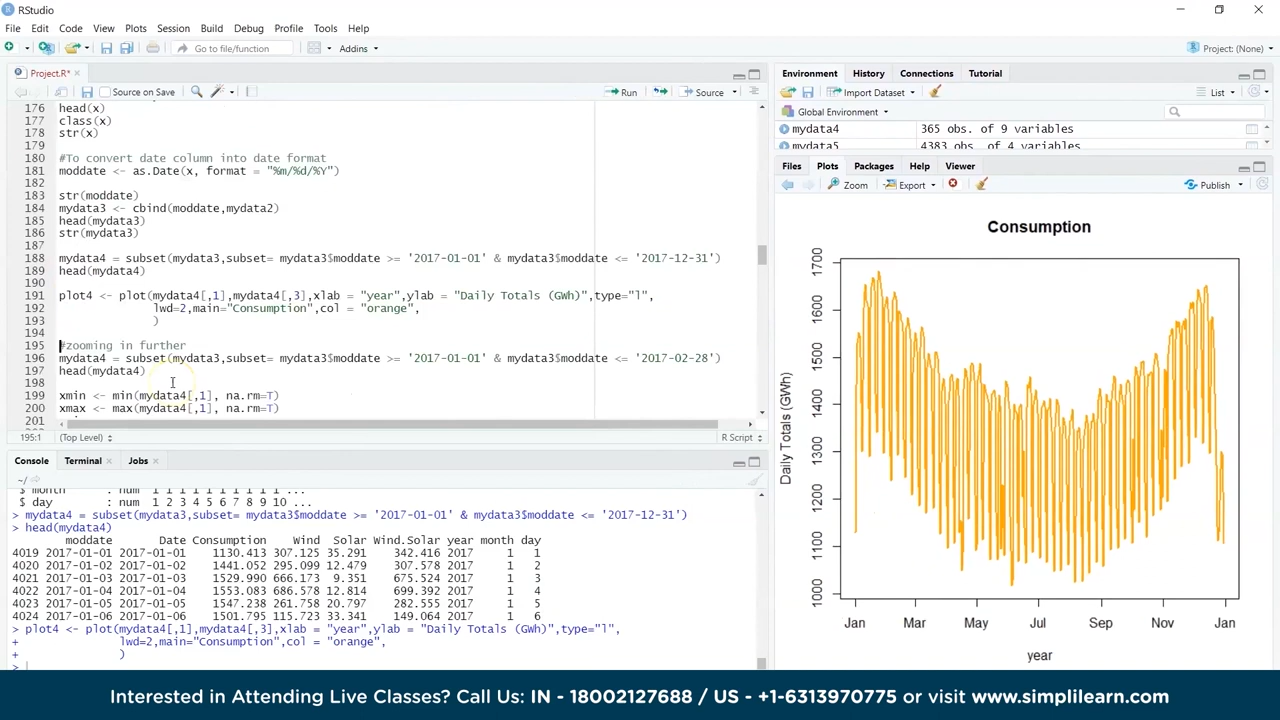 RStudio
File Edit Code View Plots Session Build Debug Profile Tools Help
Go to file/function Addins Project: (None)
Project.R*
Source on Save Run Source
176 head(x)
177 class(x)
178 str(x)
179
180 #To convert date column into date format
181 moddate <- as.Date(x, format = "%m/%d/%Y")
182
183 str(moddate)
184 mydata3 <- cbind(moddate,mydata2)
185 head(mydata3)
186 str(mydata3)
187
188 mydata4 = subset(mydata3,subset= mydata3$moddate >= '2017-01-01' & mydata3$moddate <= '2017-12-31')
189 head(mydata4)
190
191 plot4 <- plot(mydata4[,1],mydata4[,3],xlab = "year",ylab = "Daily Totals (GWh)",type="l",
192 lwd=2,main="Consumption",col = "orange",
193 )
194
195 #zooming in further
196 mydata4 = subset(mydata3,subset= mydata3$moddate >= '2017-01-01' & mydata3$moddate <= '2017-02-28')
197 head(mydata4)
198
199 xmin <- min(mydata4[,1], na.rm=T)
200 xmax <- max(mydata4[,1], na.rm=T)
201
195:1 (Top Level) R Script
Console Terminal Jobs
~/
$ month : num 1 1 1 1 1 1 1 1 1 1 ...
$ day : num 1 2 3 4 5 6 7 8 9 10 ...
> mydata4 = subset(mydata3,subset= mydata3$moddate >= '2017-01-01' & mydata3$moddate <= '2017-12-31')
> head(mydata4)
moddate Date Consumption Wind Solar Wind.Solar year month day
4019 2017-01-01 2017-01-01 1130.413 307.125 35.291 342.416 2017 1 1
4020 2017-01-02 2017-01-02 1441.052 295.099 12.479 307.578 2017 1 2
4021 2017-01-03 2017-01-03 1529.990 666.173 9.351 675.524 2017 1 3
4022 2017-01-04 2017-01-04 1553.083 686.578 12.814 699.392 2017 1 4
4023 2017-01-05 2017-01-05 1547.238 261.758 20.797 282.555 2017 1 5
4024 2017-01-06 2017-01-06 1501.795 115.723 33.341 149.064 2017 1 6
> plot4 <- plot(mydata4[,1],mydata4[,3],xlab = "year",ylab = "Daily Totals (GWh)",type="l",
+ lwd=2,main="Consumption",col = "orange",
+ )
>
Environment History Connections Tutorial
Import Dataset List
Global Environment
mydata4 365 obs. of 9 variables
mydata5 4383 obs. of 4 variables
Files Plots Packages Help Viewer
Zoom Export Publish
Consumption
Daily Totals (GWh)
1700
1600
1500
1400
1300
1200
1100
1000
Jan Mar May Jul Sep Nov Jan
year
Interested in Attending Live Classes? Call Us: IN - 18002127688 / US - +1-6313970775 or visit www.simplilearn.com